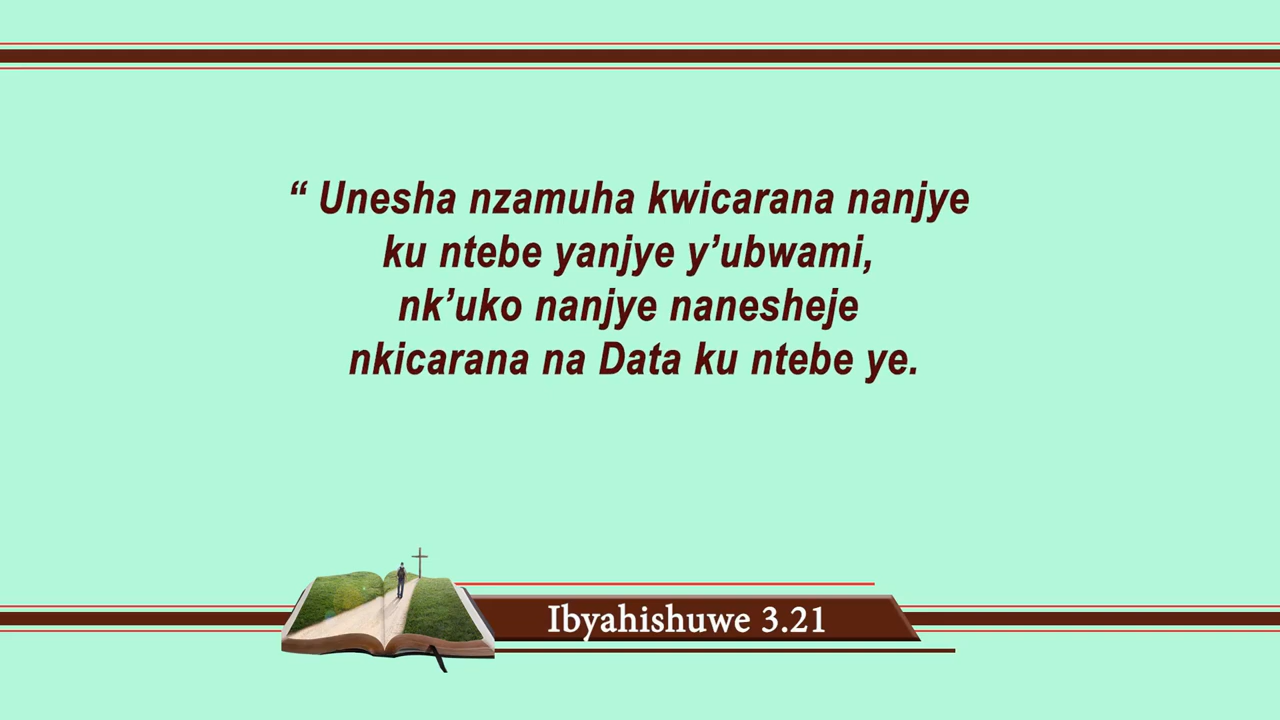 “ Unesha nzamuha kwicarana nanjye
ku ntebe yanjye y’ubwami,
nk’uko nanjye nanesheje
nkicarana na Data ku ntebe ye.
Ibyahishuwe 3.21